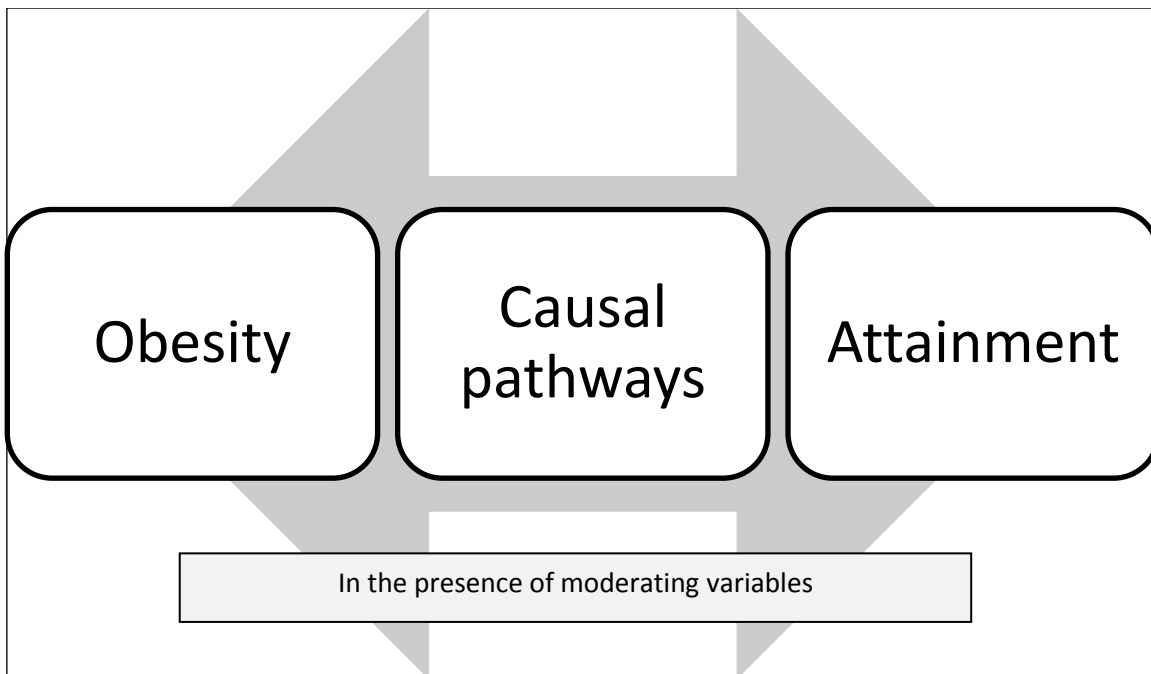 Obesity
Causal
pathways
Attainment
In the presence of moderating variables